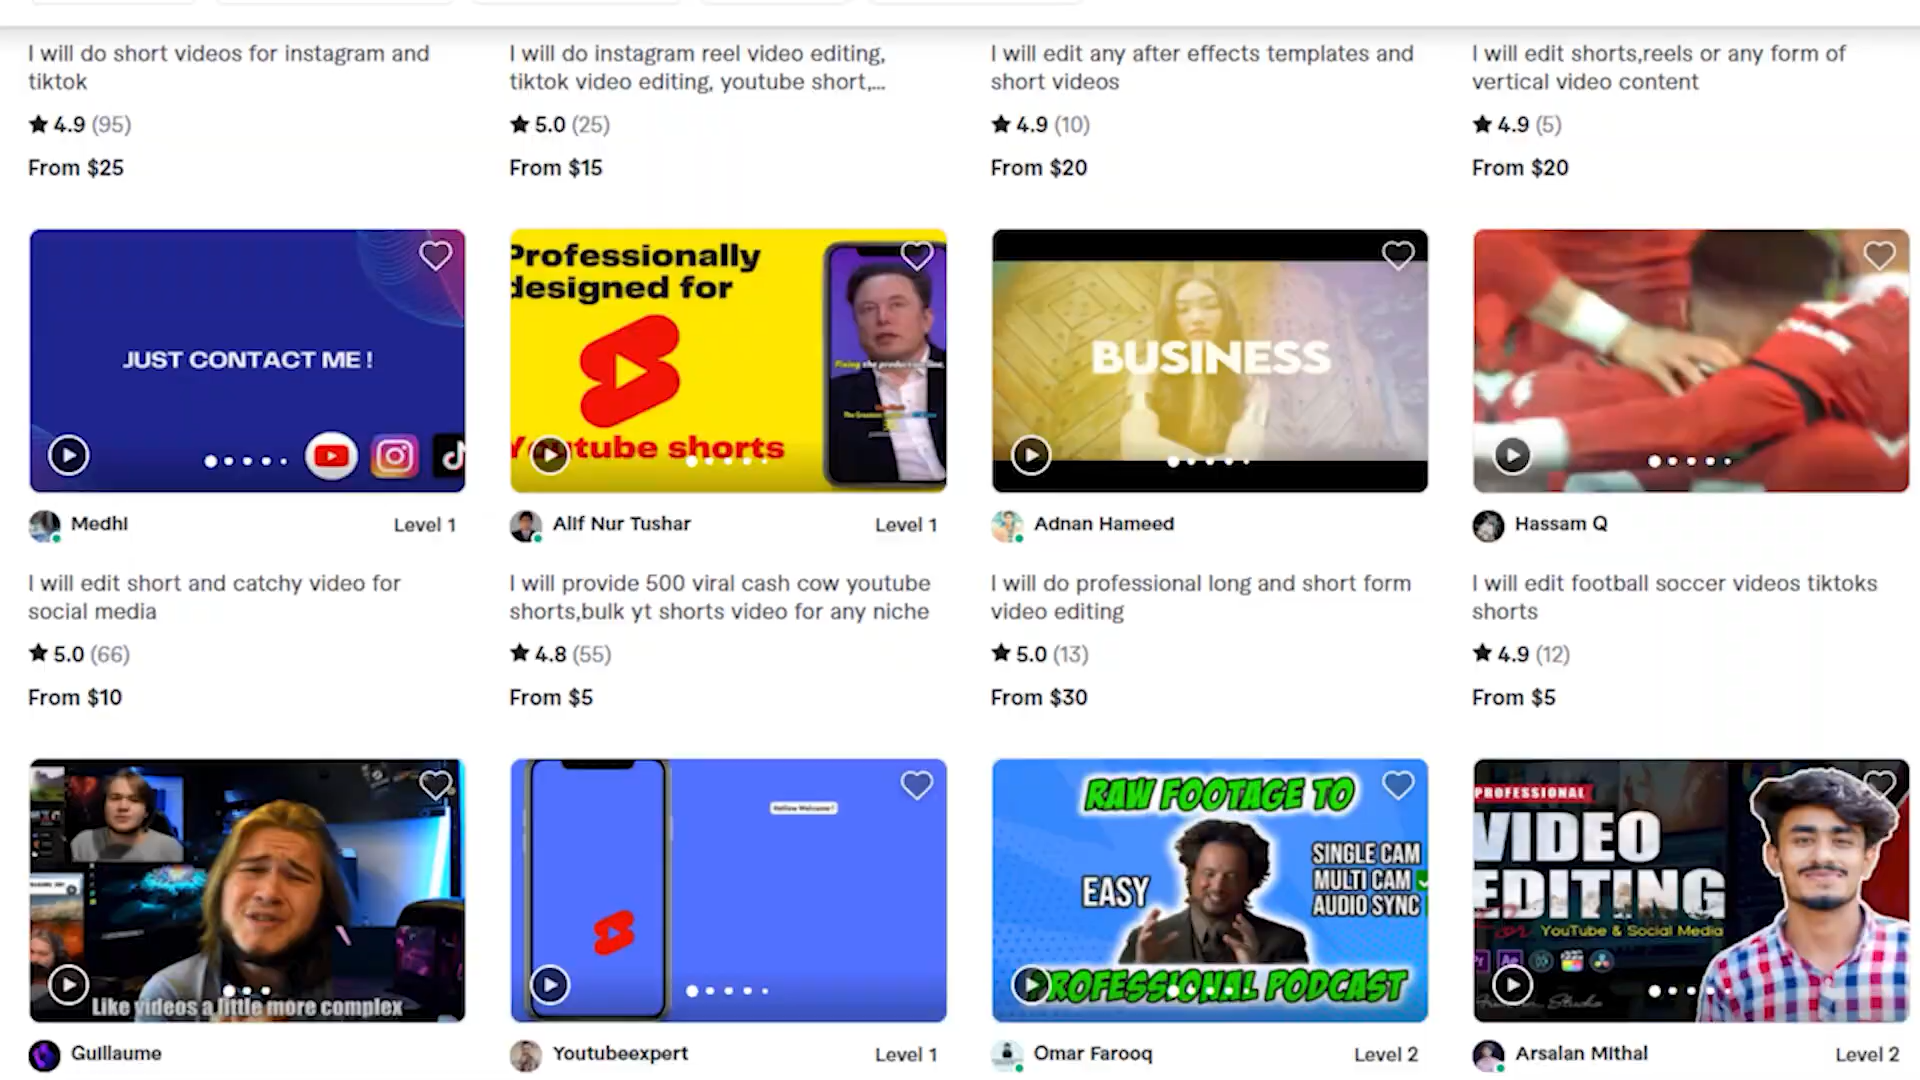 I will do short videos for instagram and
tiktok
★ 4.9 (95)
From $25
I will do instagram reel video editing,
tiktok video editing, youtube short,...
★ 5.0 (25)
From $15
I will edit any after effects templates and
short videos
★ 4.9 (10)
From $20
I will edit shorts,reels or any form of
vertical video content
★ 4.9 (5)
From $20
JUST CONTACT ME !
Medhi
Level 1
I will edit short and catchy video for
social media
★ 5.0 (66)
From $10
Professionally
designed for
Youtube shorts
Alif Nur Tushar
Level 1
I will provide 500 viral cash cow youtube
shorts,bulk yt shorts video for any niche
★ 4.8 (55)
From $5
BUSINESS
Adnan Hameed
I will do professional long and short form
video editing
★ 5.0 (13)
From $30
Hassam Q
I will edit football soccer videos tiktoks
shorts
★ 4.9 (12)
From $5
Like videos a little more complex
Guillaume
Youtubeexpert
Level 1
RAW FOOTAGE TO
EASY
SINGLE CAM
MULTI CAM
AUDIO SYNC
PROFESSIONAL PODCAST
Omar Farooq
Level 2
PROFESSIONAL
VIDEO
EDITING
For
YouTube & Social Media
Arsalan Mithal
Level 2